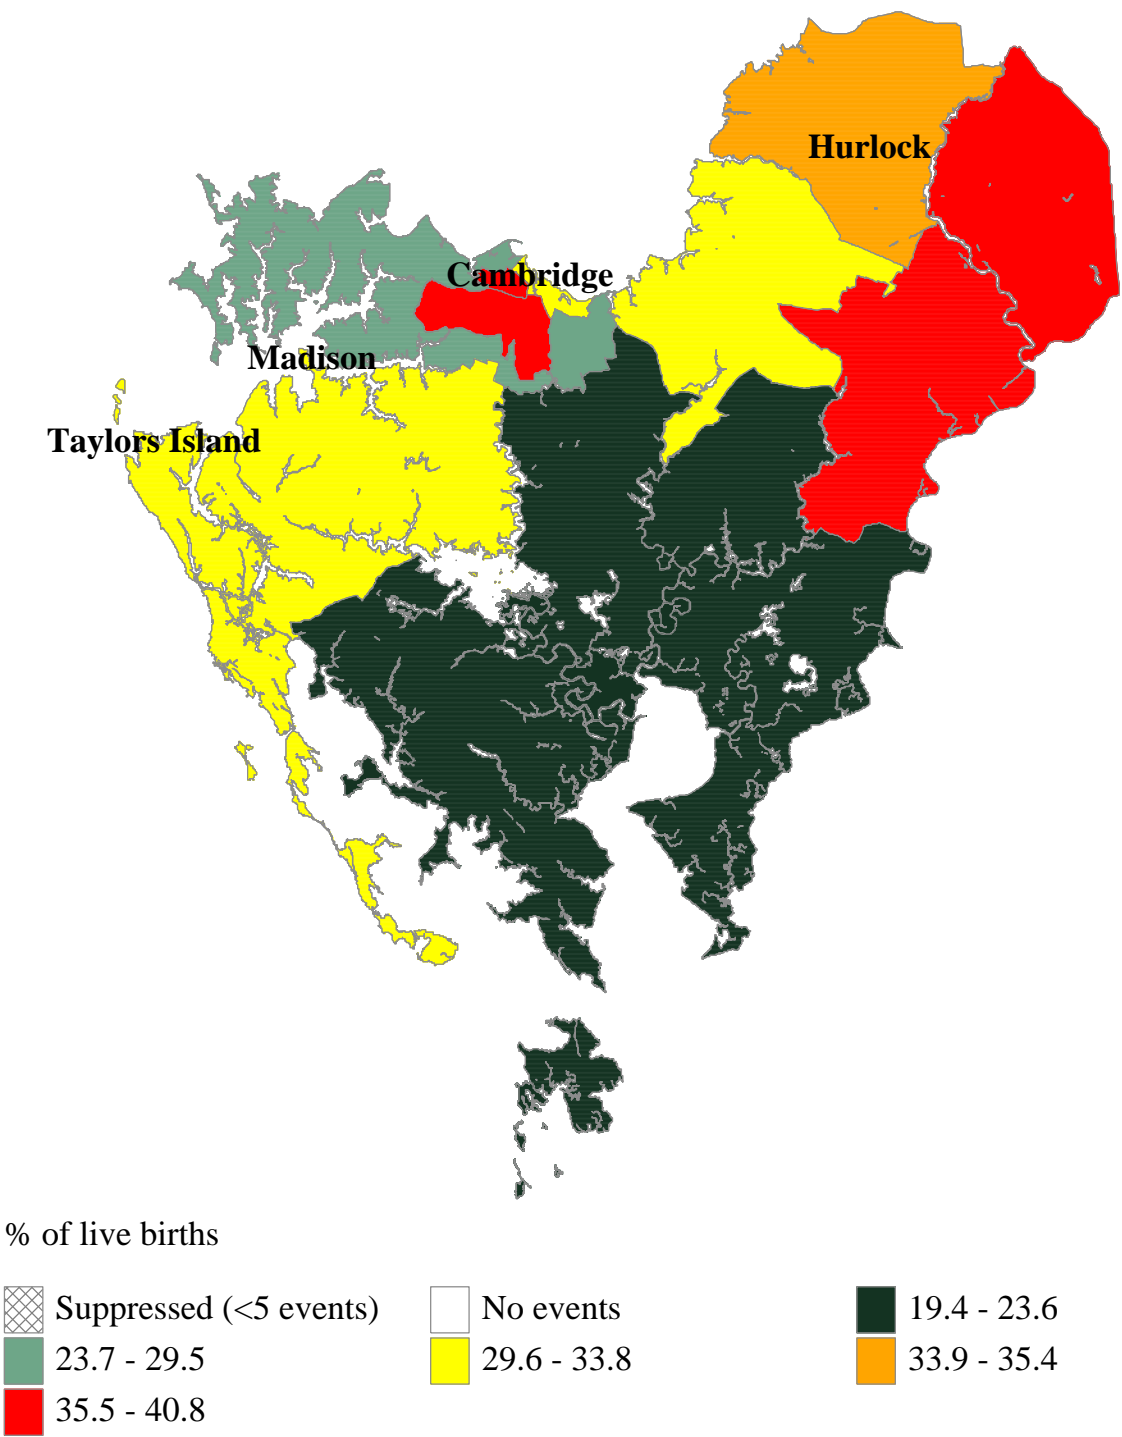 Hurlock
Cambridge
Madison
Taylors Island
% of live births
Suppressed (<5 events)
No events
19.4 - 23.6
23.7 - 29.5
29.6 - 33.8
33.9 - 35.4
35.5 - 40.8